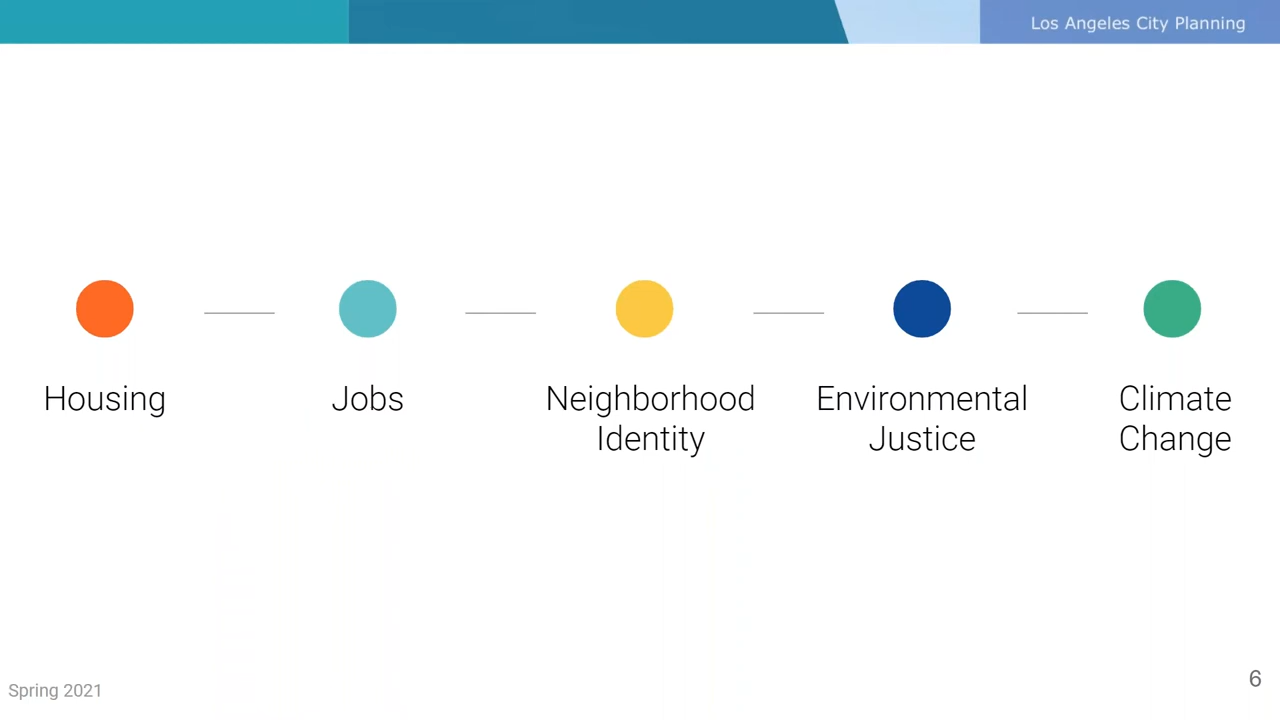 Los Angeles City Planning
Housing
Jobs
Neighborhood
Identity
Environmental
Justice
Climate
Change
Spring 2021
6